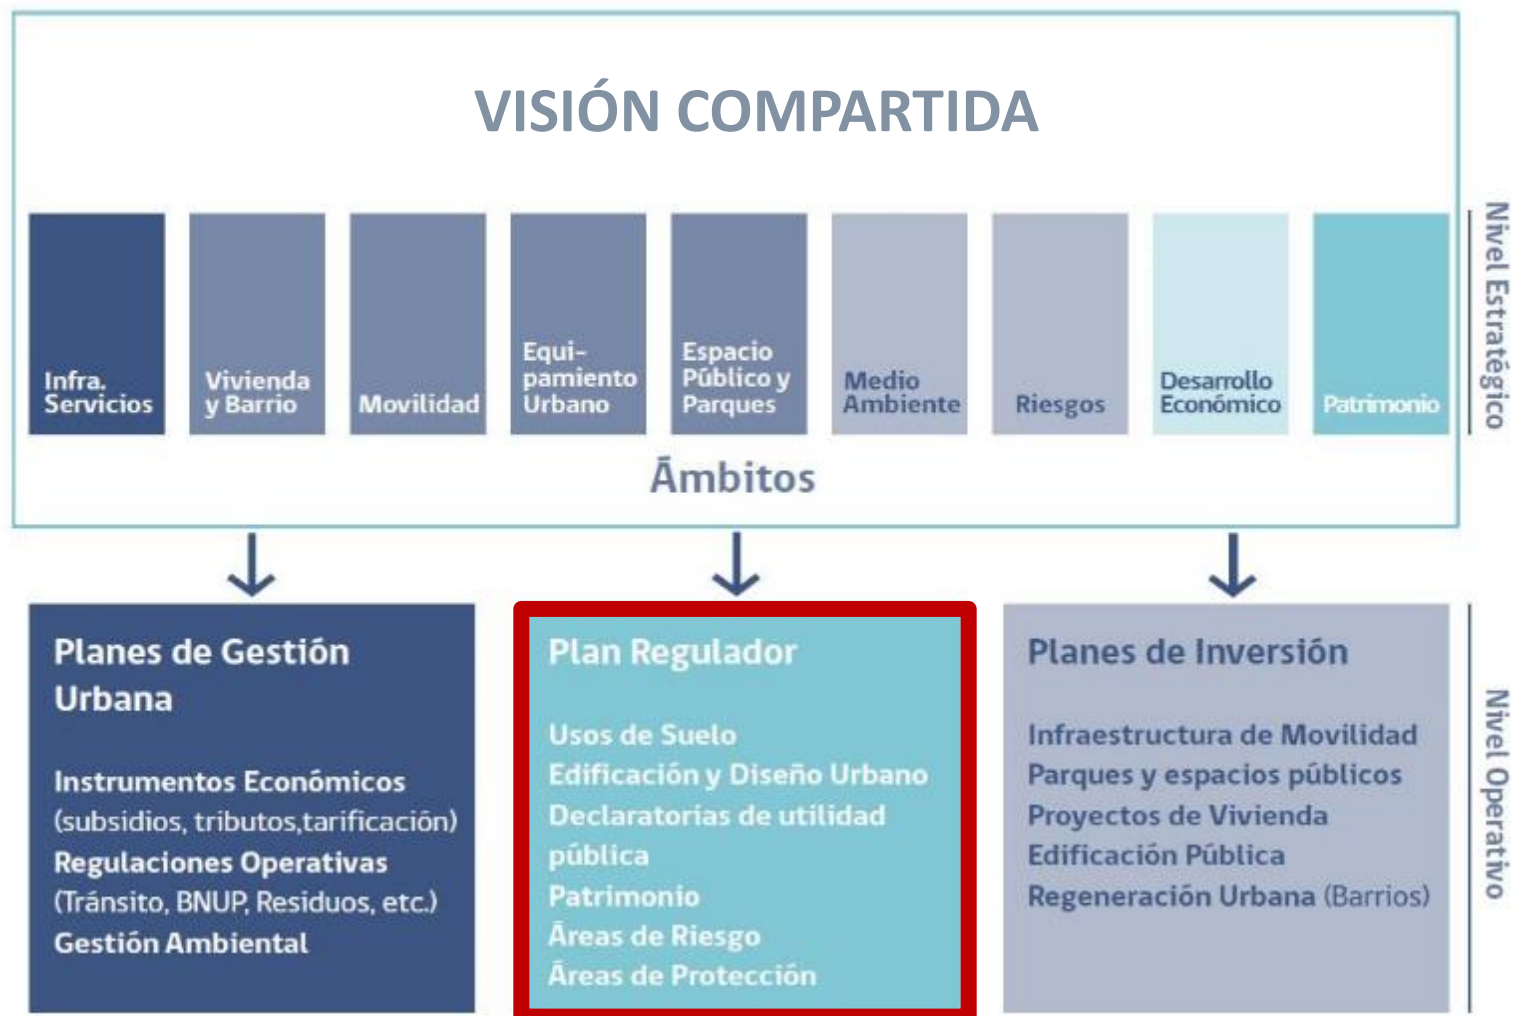 VISIÓN COMPARTIDA
Infra.
Servicios
Vivienda
y Barrio
Movilidad
Equi-
pamiento
Urbano
Espacio
Público y
Parques
Medio
Ambiente
Riesgos
Desarrollo
Económico
Patrimonio
Nivel Estratégico
Ámbitos
Planes de Gestión
Urbana
Instrumentos Económicos
(subsidios, tributos,tarificación)
Regulaciones Operativas
(Tránsito, BNUP, Residuos, etc.)
Gestión Ambiental
Plan Regulador
Usos de Suelo
Edificación y Diseño Urbano
Declaratorias de utilidad
pública
Patrimonio
Áreas de Riesgo
Áreas de Protección
Planes de Inversión
Infraestructura de Movilidad
Parques y espacios públicos
Proyectos de Vivienda
Edificación Pública
Regeneración Urbana (Barrios)
Nivel Operativo